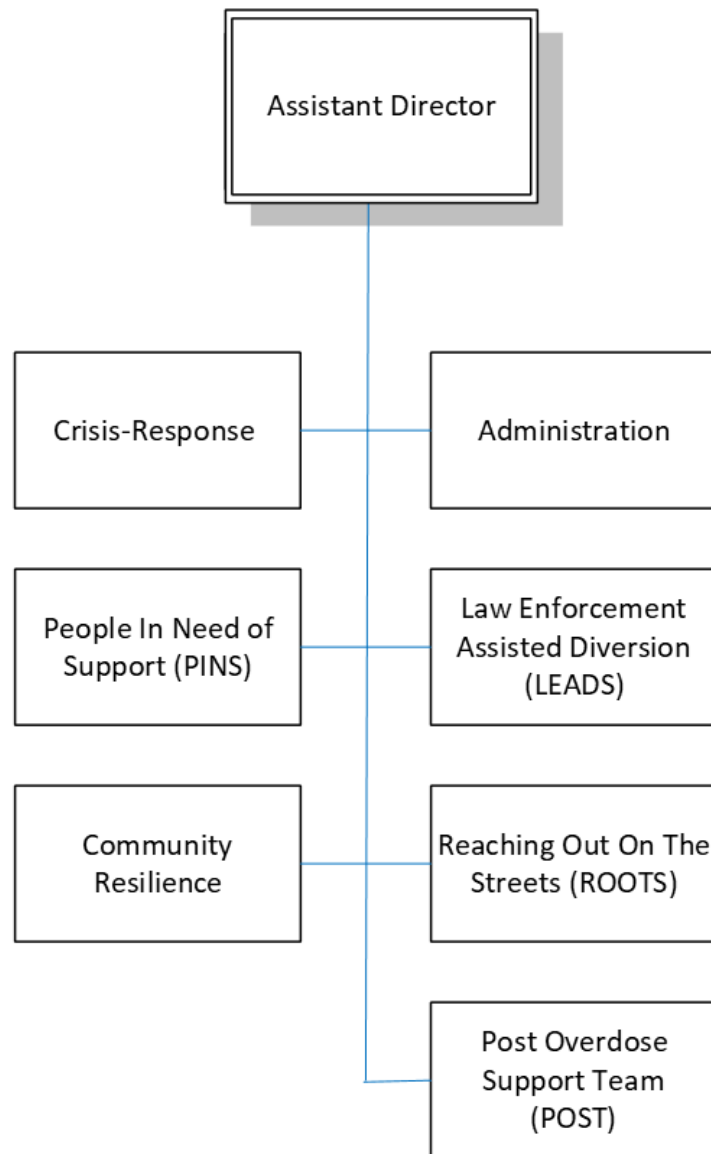 Assistant Director
Crisis-Response
Administration
People In Need of
Support (PINS)
Law Enforcement
Assisted Diversion
(LEADS)
Community
Resilience
Reaching Out On The
Streets (ROOTS)
Post Overdose
Support Team
(POST)